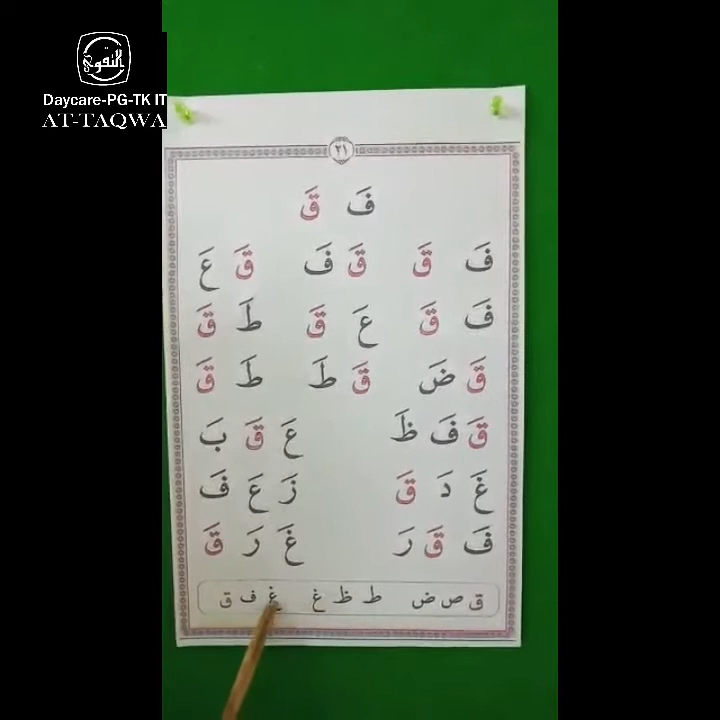 التقوى
Daycare-PG-TK IT
AT-TAQWA
٢١
فَ قَ
فَ قَ قَ فَ قَ عَ
فَ قَ عَ قَ طَ قَ
قَ ضَ قَ طَ طَ قَ
قَ فَ ظَ عَ قَ بَ
غَ دَ قَ زَ عَ فَ
فَ قَ رَ غَ رَ قَ
ق ص ض ط ظ غ غ ف ق